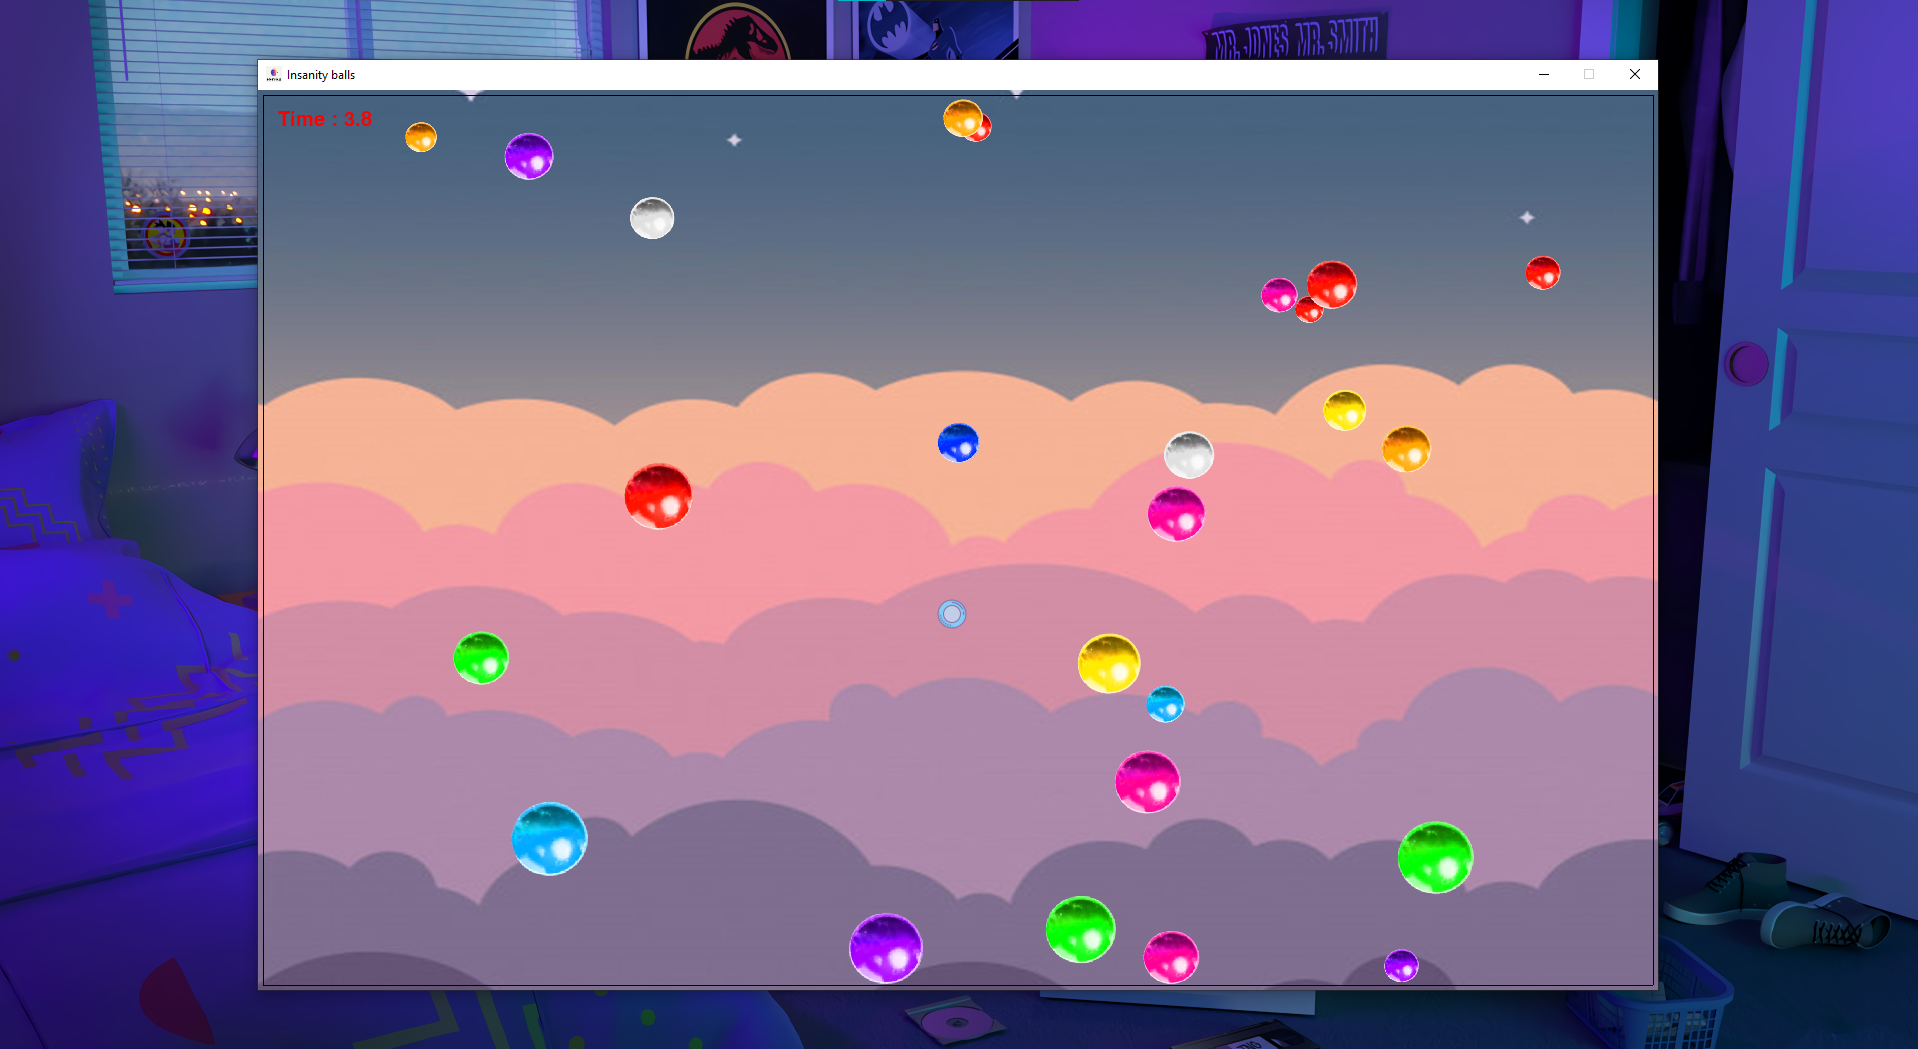 MR. JONES MR. SMITH
Insanity balls
Time : 3.8